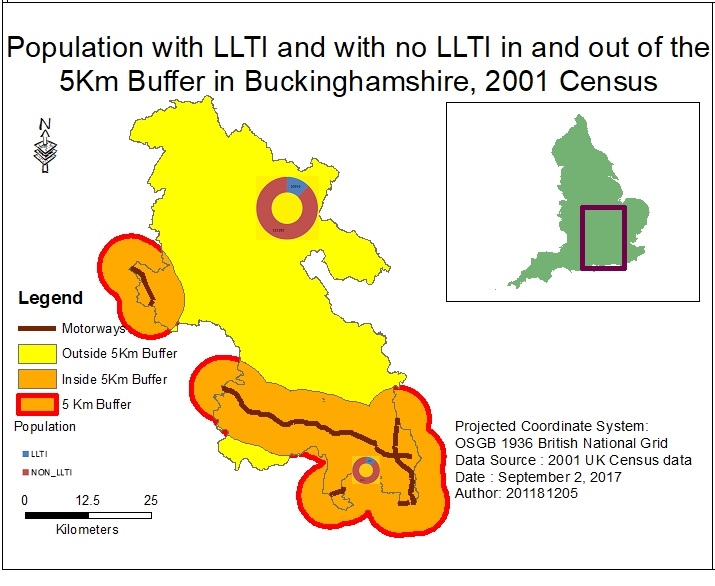 Population with LLTI and with no LLTI in and out of the
5Km Buffer in Buckinghamshire, 2001 Census
N
Legend
Motorways
Outside 5Km Buffer
Inside 5Km Buffer
5 Km Buffer
Population
LLTI
NON_LLTI
0 12.5 25
Kilometers
Projected Coordinate System:
OSGB 1936 British National Grid
Data Source : 2001 UK Census data
Date : September 2, 2017
Author: 201181205